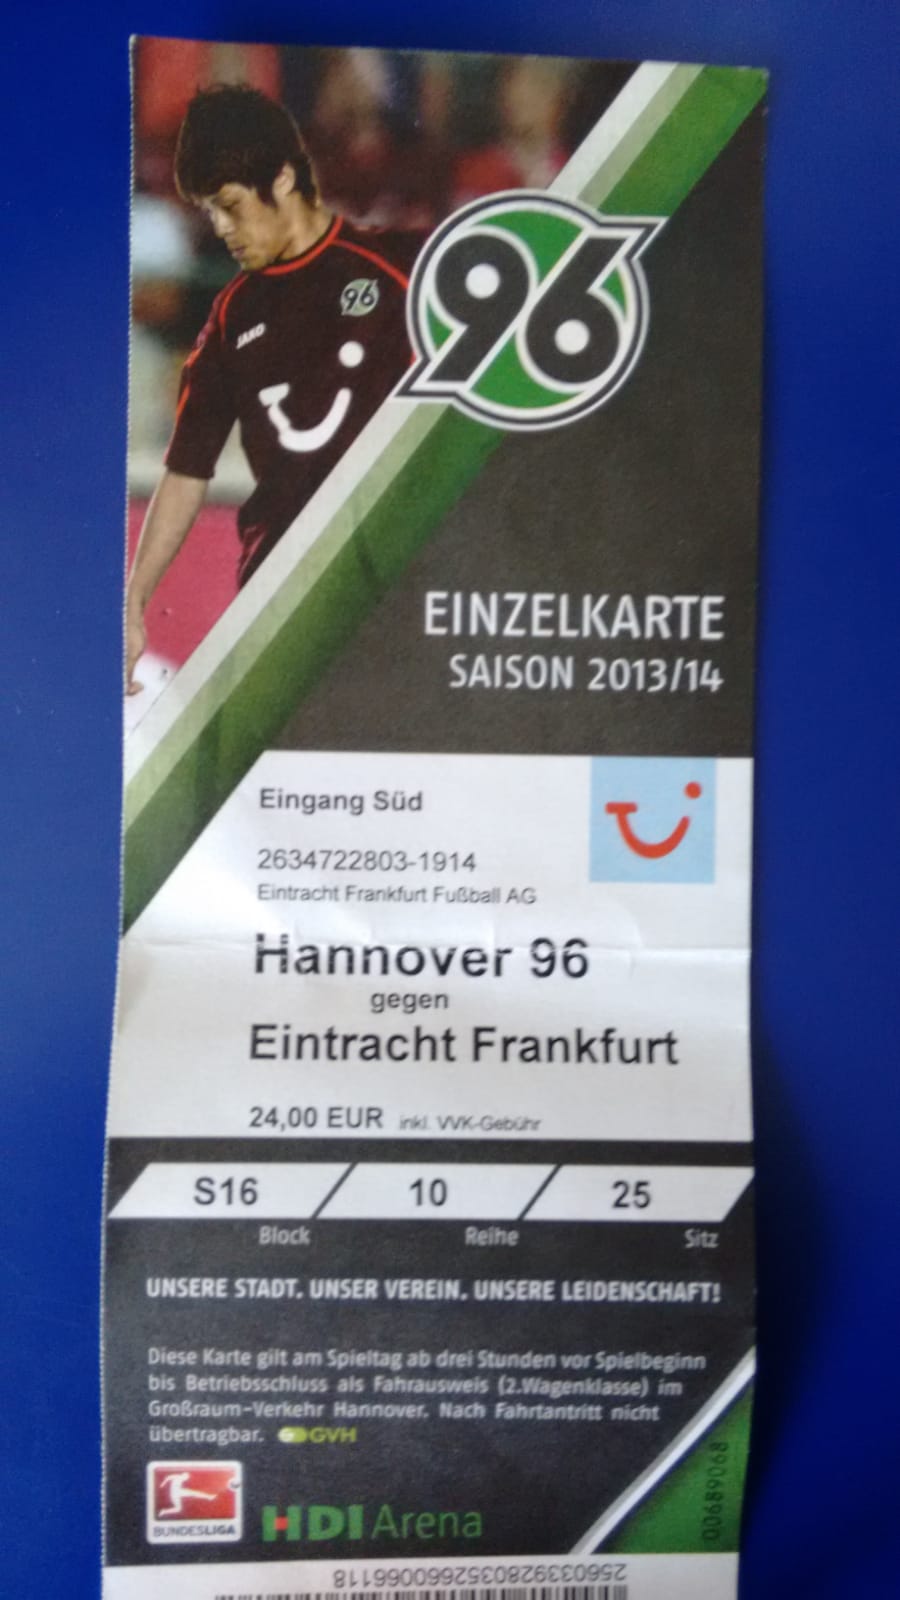 96
96
JAKO
EINZELKARTE
SAISON 2013/14
Eingang Süd
2634722803-1914
Eintracht Frankfurt Fußball AG
Hannover 96
gegen
Eintracht Frankfurt
24,00 EUR inkl. VVK-Gebühr
S16 10 25
Block Reihe Sitz
UNSERE STADT. UNSER VEREIN. UNSERE LEIDENSCHAFT!
Diese Karte gilt am Spieltag ab drei Stunden vor Spielbeginn
bis Betriebsschluss als Fahrausweis (2.Wagenklasse) im
Großraum-Verkehr Hannover. Nach Fahrtantritt nicht
übertragbar. GVH
00689068
BUNDESLIGA
HDI Arena